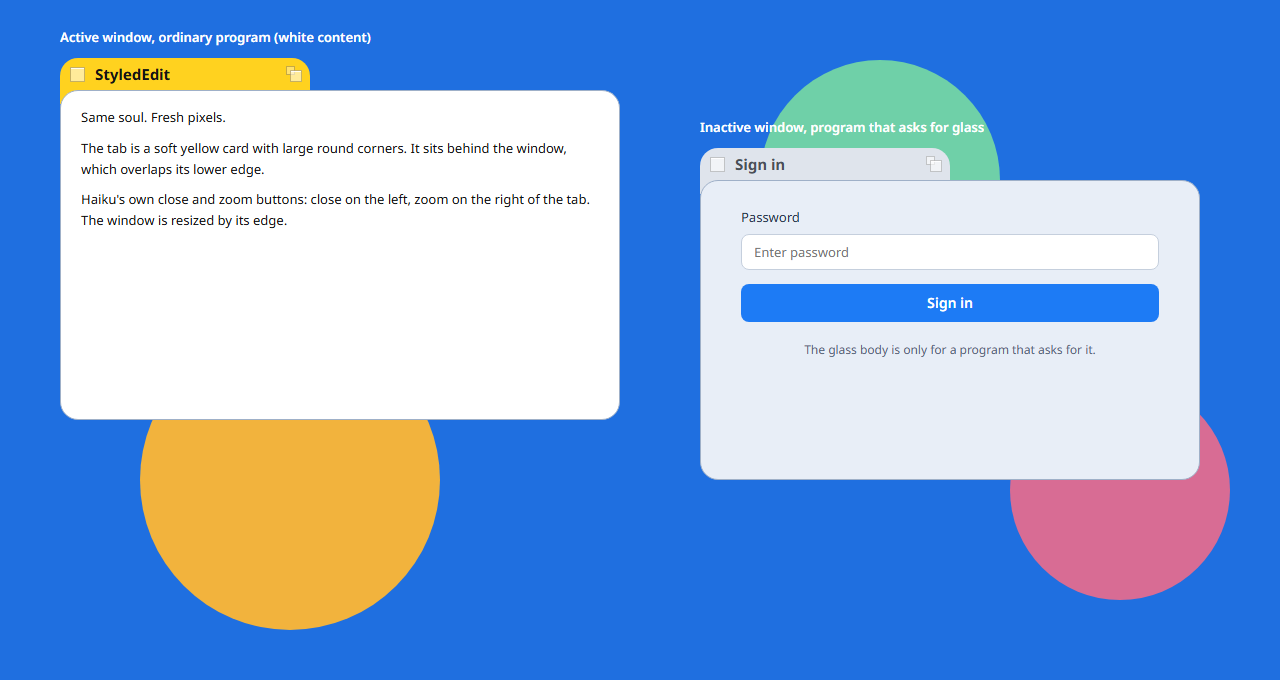 Active window, ordinary program (white content)
StyledEdit
Same soul. Fresh pixels.
The tab is a soft yellow card with large round corners. It sits behind the window,
which overlaps its lower edge.
Haiku's own close and zoom buttons: close on the left, zoom on the right of the tab.
The window is resized by its edge.
Inactive window, program that asks for glass
Sign in
Password
Enter password
Sign in
The glass body is only for a program that asks for it.